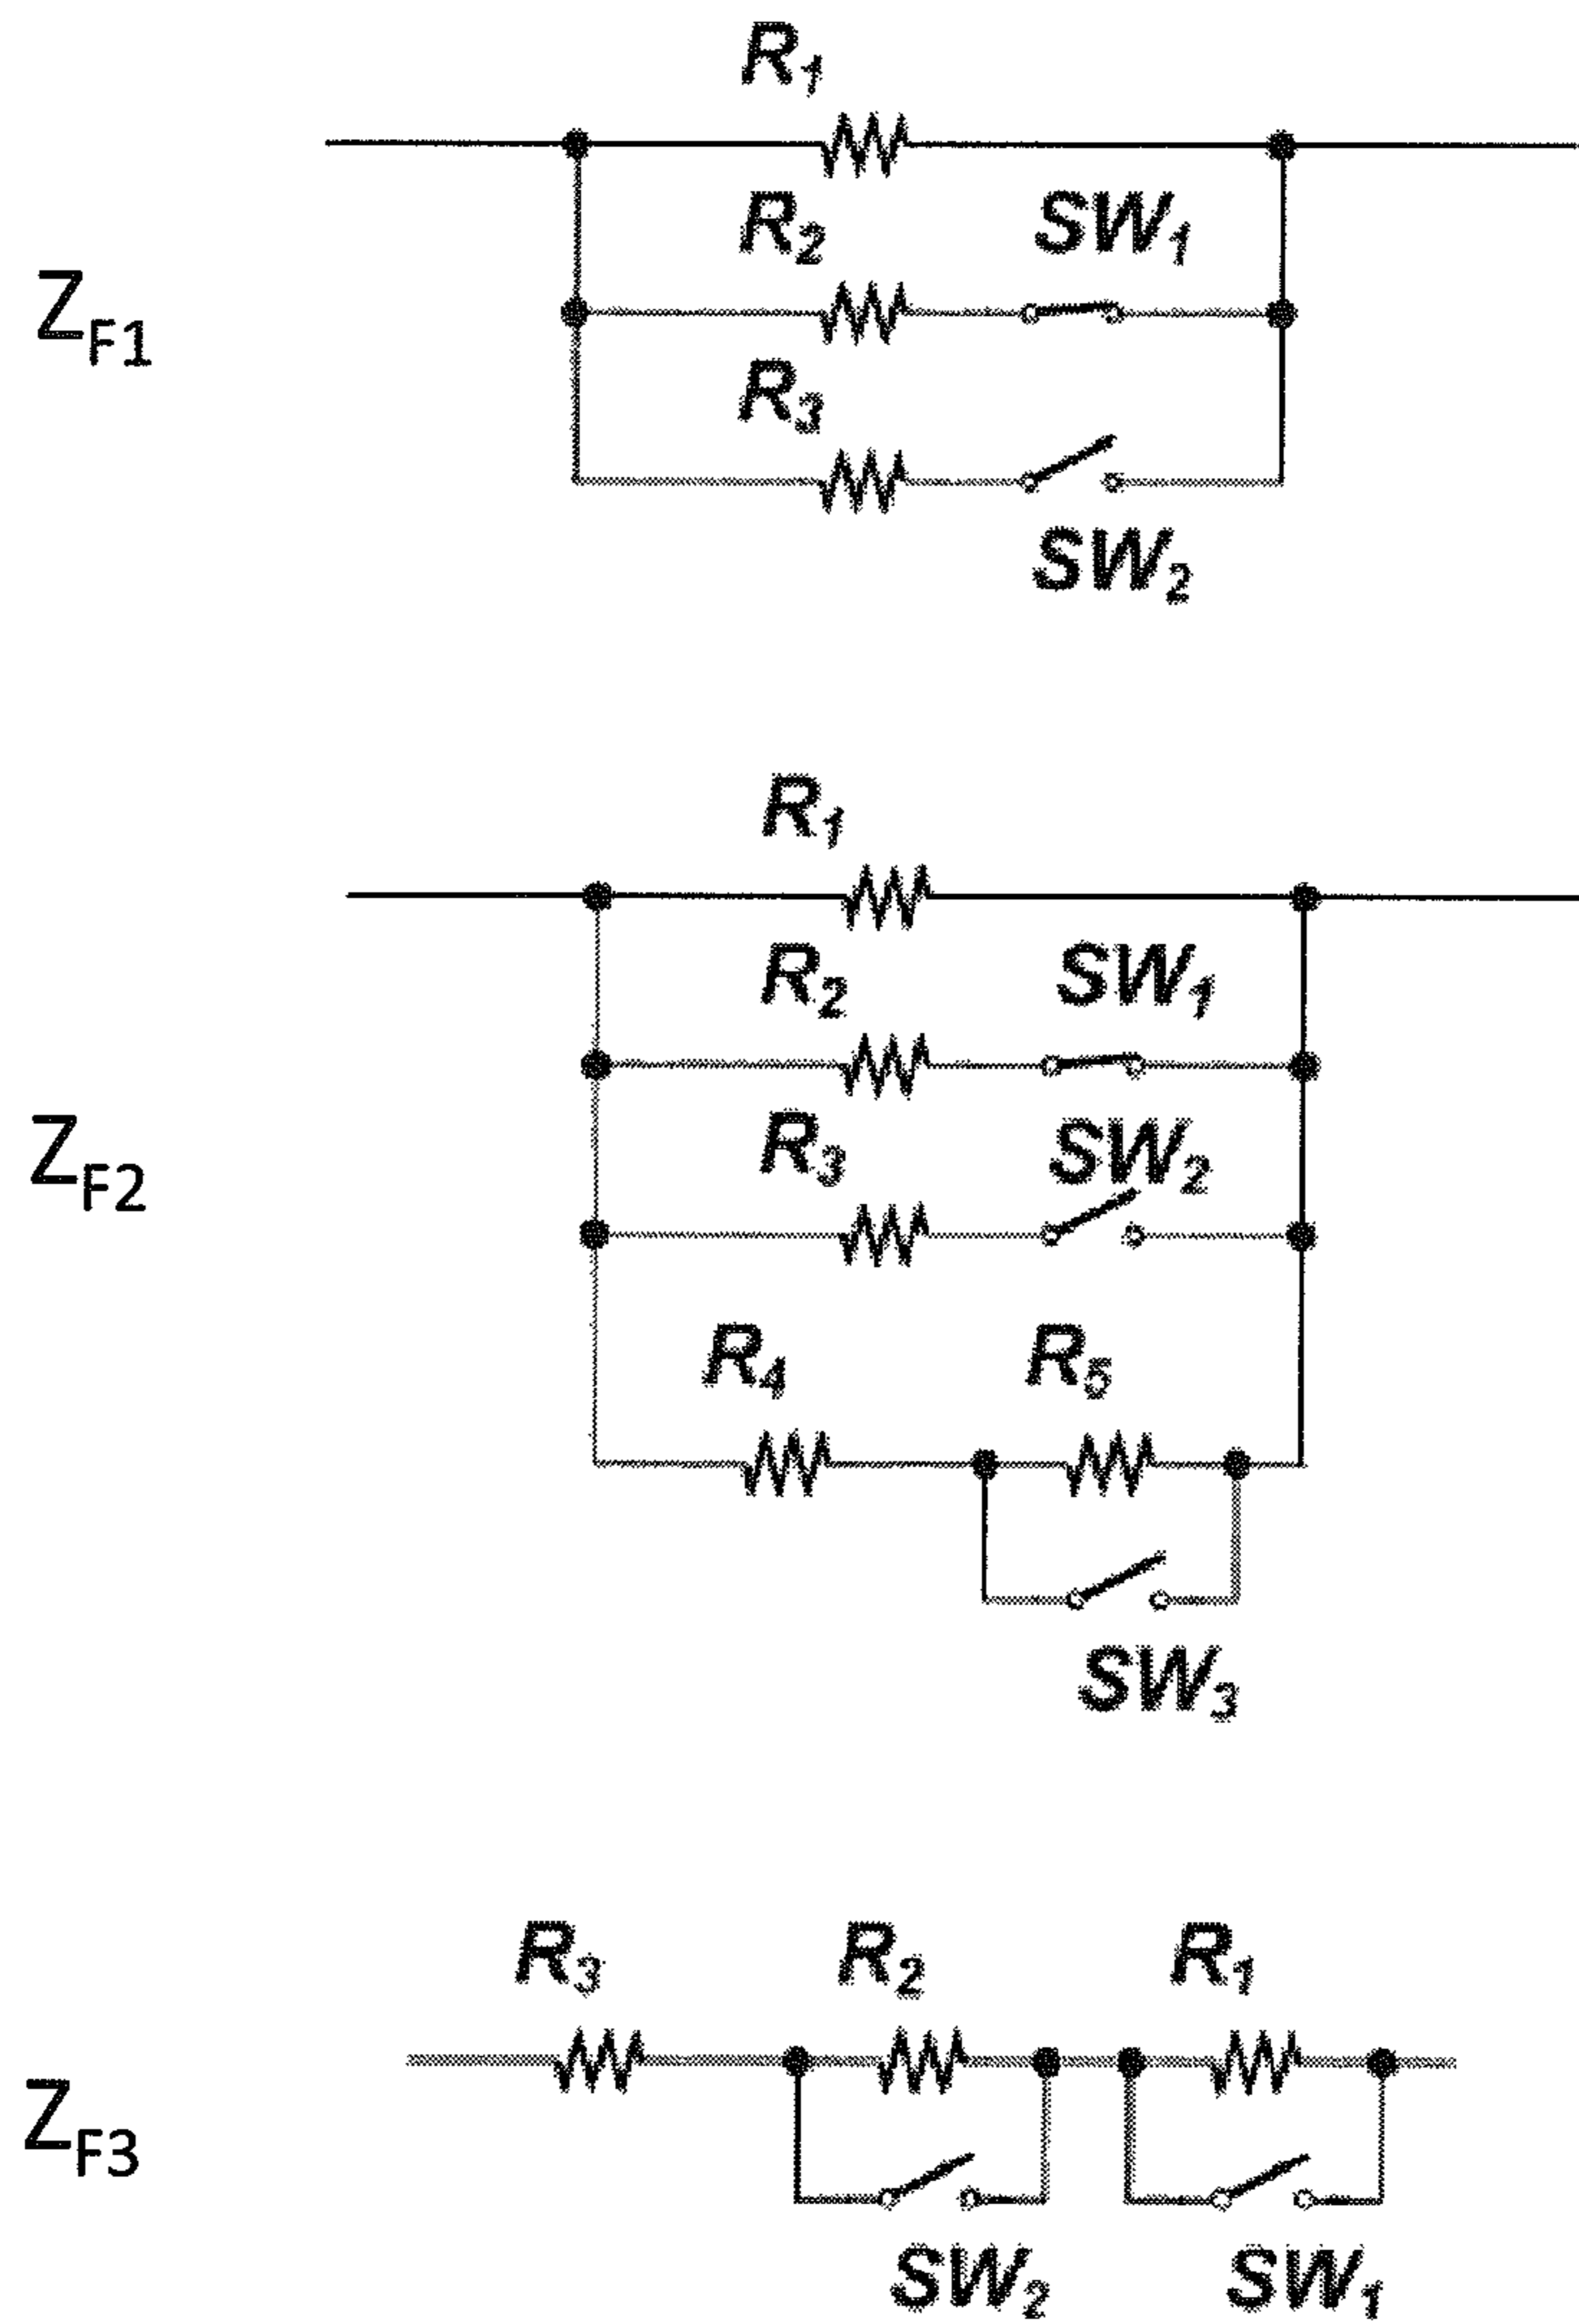 R1
R2 SW1
ZF1
R3
SW2
R1
R2 SW1
R3 SW2
ZF2
R4 R5
SW3
R3 R2 R1
ZF3
SW2 SW1